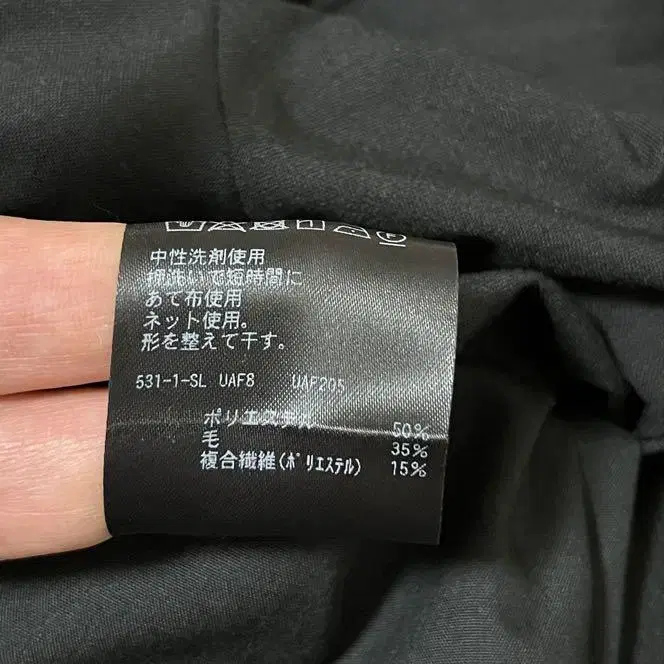 中性洗剤使用
押洗いで短時間に
あて布使用
ネット使用。
形を整えて干す。
531-1-SL UAF8 UAF205
ポリエステル 50%
毛 35%
複合繊維(ﾎﾟﾘｴｽﾃﾙ) 15%